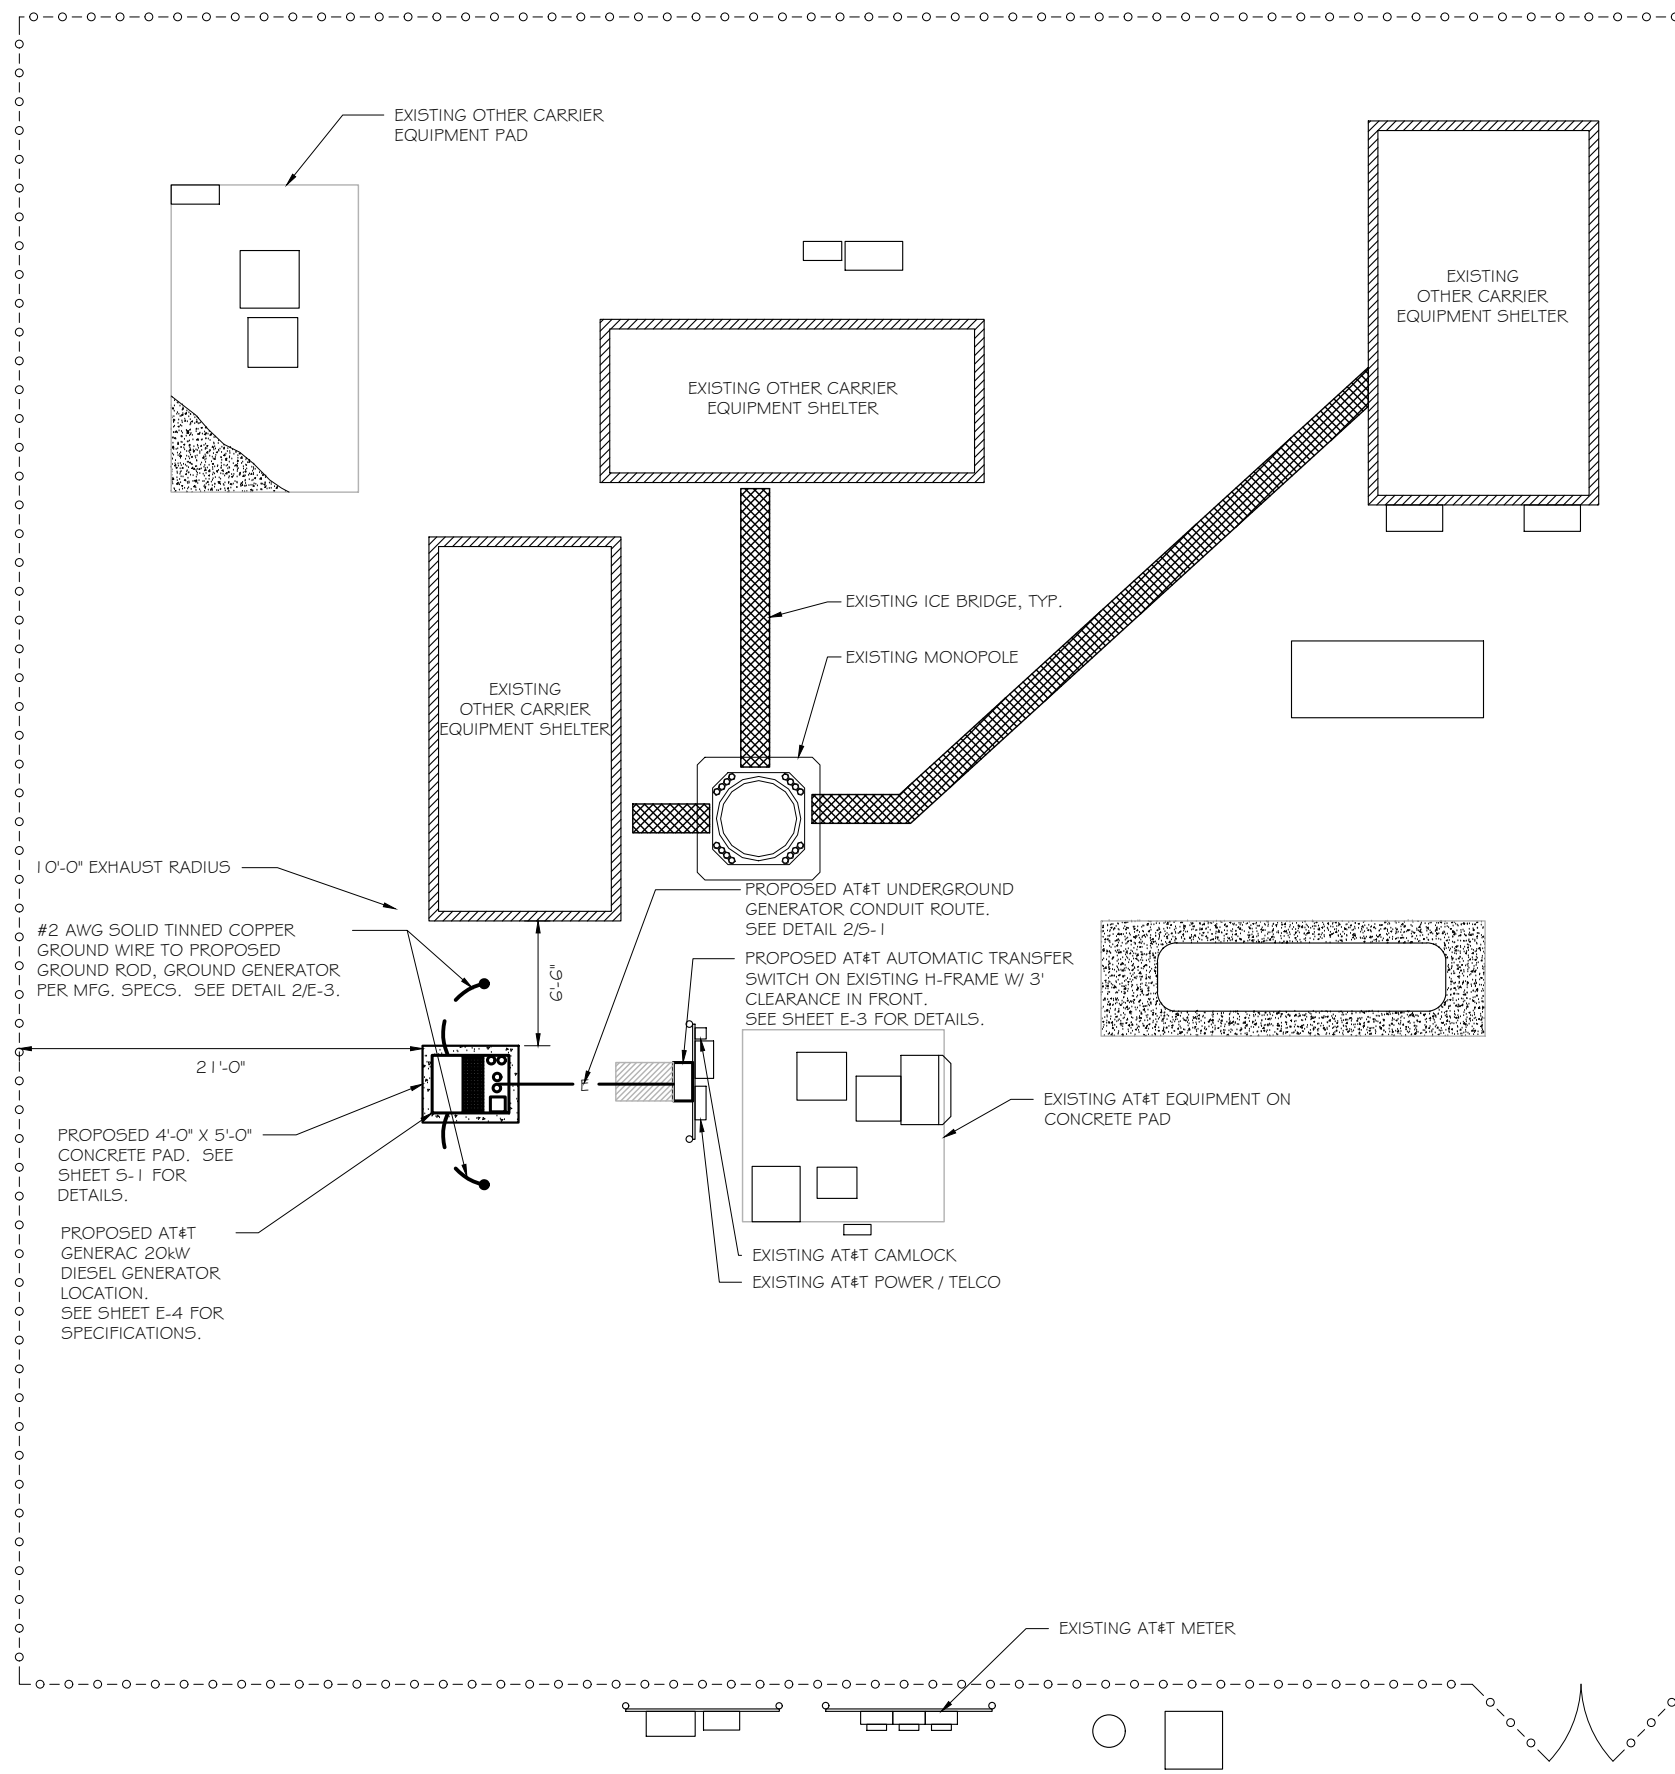 EXISTING OTHER CARRIER
EQUIPMENT PAD
EXISTING
OTHER CARRIER
EQUIPMENT SHELTER
EXISTING OTHER CARRIER
EQUIPMENT SHELTER
EXISTING ICE BRIDGE, TYP.
EXISTING MONOPOLE
EXISTING
OTHER CARRIER
EQUIPMENT SHELTER
10'-0" EXHAUST RADIUS
#2 AWG SOLID TINNED COPPER
GROUND WIRE TO PROPOSED
GROUND ROD, GROUND GENERATOR
PER MFG. SPECS. SEE DETAIL 2/E-3.
PROPOSED AT&T UNDERGROUND
GENERATOR CONDUIT ROUTE.
SEE DETAIL 2/S-1
PROPOSED AT&T AUTOMATIC TRANSFER
SWITCH ON EXISTING H-FRAME W/ 3'
CLEARANCE IN FRONT.
SEE SHEET E-3 FOR DETAILS.
6'-6"
21'-0"
E
EXISTING AT&T EQUIPMENT ON
CONCRETE PAD
PROPOSED 4'-0" X 5'-0"
CONCRETE PAD. SEE
SHEET S-1 FOR
DETAILS.
PROPOSED AT&T
GENERAC 20kW
DIESEL GENERATOR
LOCATION.
SEE SHEET E-4 FOR
SPECIFICATIONS.
EXISTING AT&T CAMLOCK
EXISTING AT&T POWER / TELCO
EXISTING AT&T METER